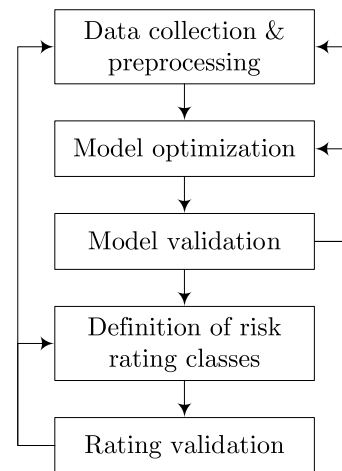 Data collection &
preprocessing
Model optimization
Model validation
Definition of risk
rating classes
Rating validation